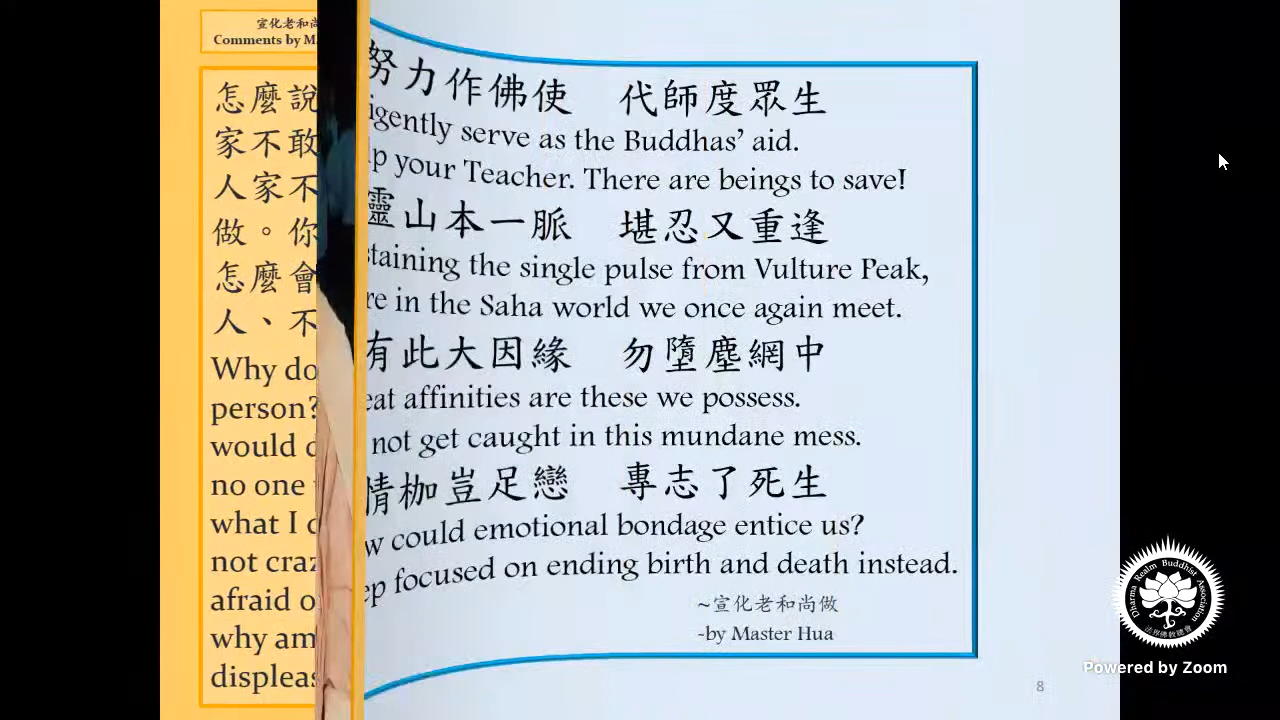 宣化老和尚
Comments by M
怎麼說
家不敢
人家不
做。你
怎麼會
人、不
Why do
person?
would
no one
what I
not craz
afraid o
why am
displeas
努力作佛使 代師度眾生
igently serve as the Buddhas' aid.
lp your Teacher. There are beings to save!
靈山本一脈 堪忍又重逢
staining the single pulse from Vulture Peak,
re in the Saha world we once again meet.
有此大因緣 勿墮塵網中
eat affinities are these we possess.
not get caught in this mundane mess.
情枷豈足戀 專志了死生
w could emotional bondage entice us?
ep focused on ending birth and death instead.
~宣化老和尚做
-by Master Hua
8
Dharma Realm Buddhist Association
法界佛教總會
Powered by Zoom